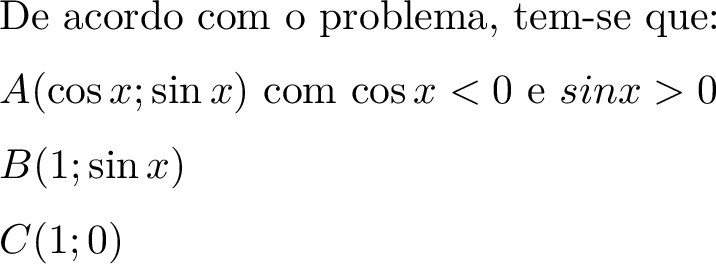 De acordo com o problema, tem-se que:
A(cos x; sin x) com cos x < 0 e sinx > 0
B(1; sin x)
C(1; 0)